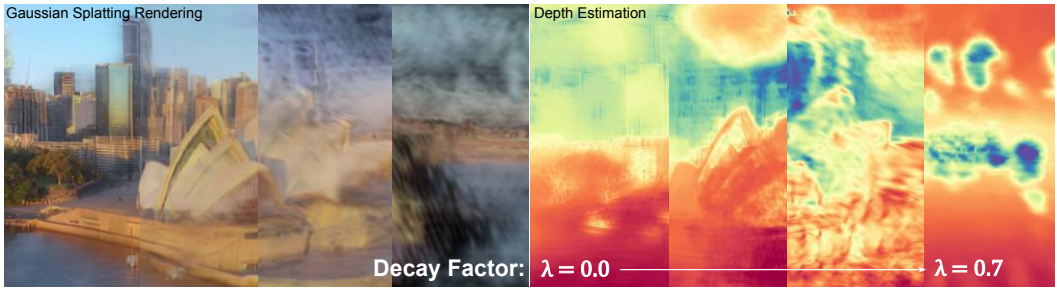 Gaussian Splatting Rendering
Depth Estimation
Decay Factor: λ = 0.0 λ = 0.7